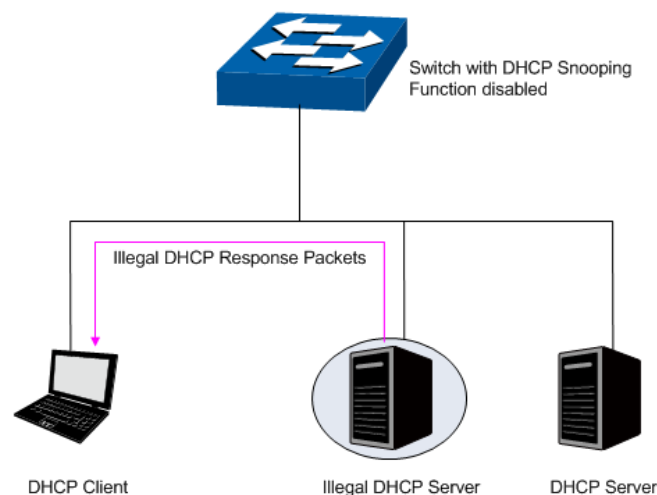 Switch with DHCP Snooping
Function disabled
Illegal DHCP Response Packets
DHCP Client
Illegal DHCP Server
DHCP Server